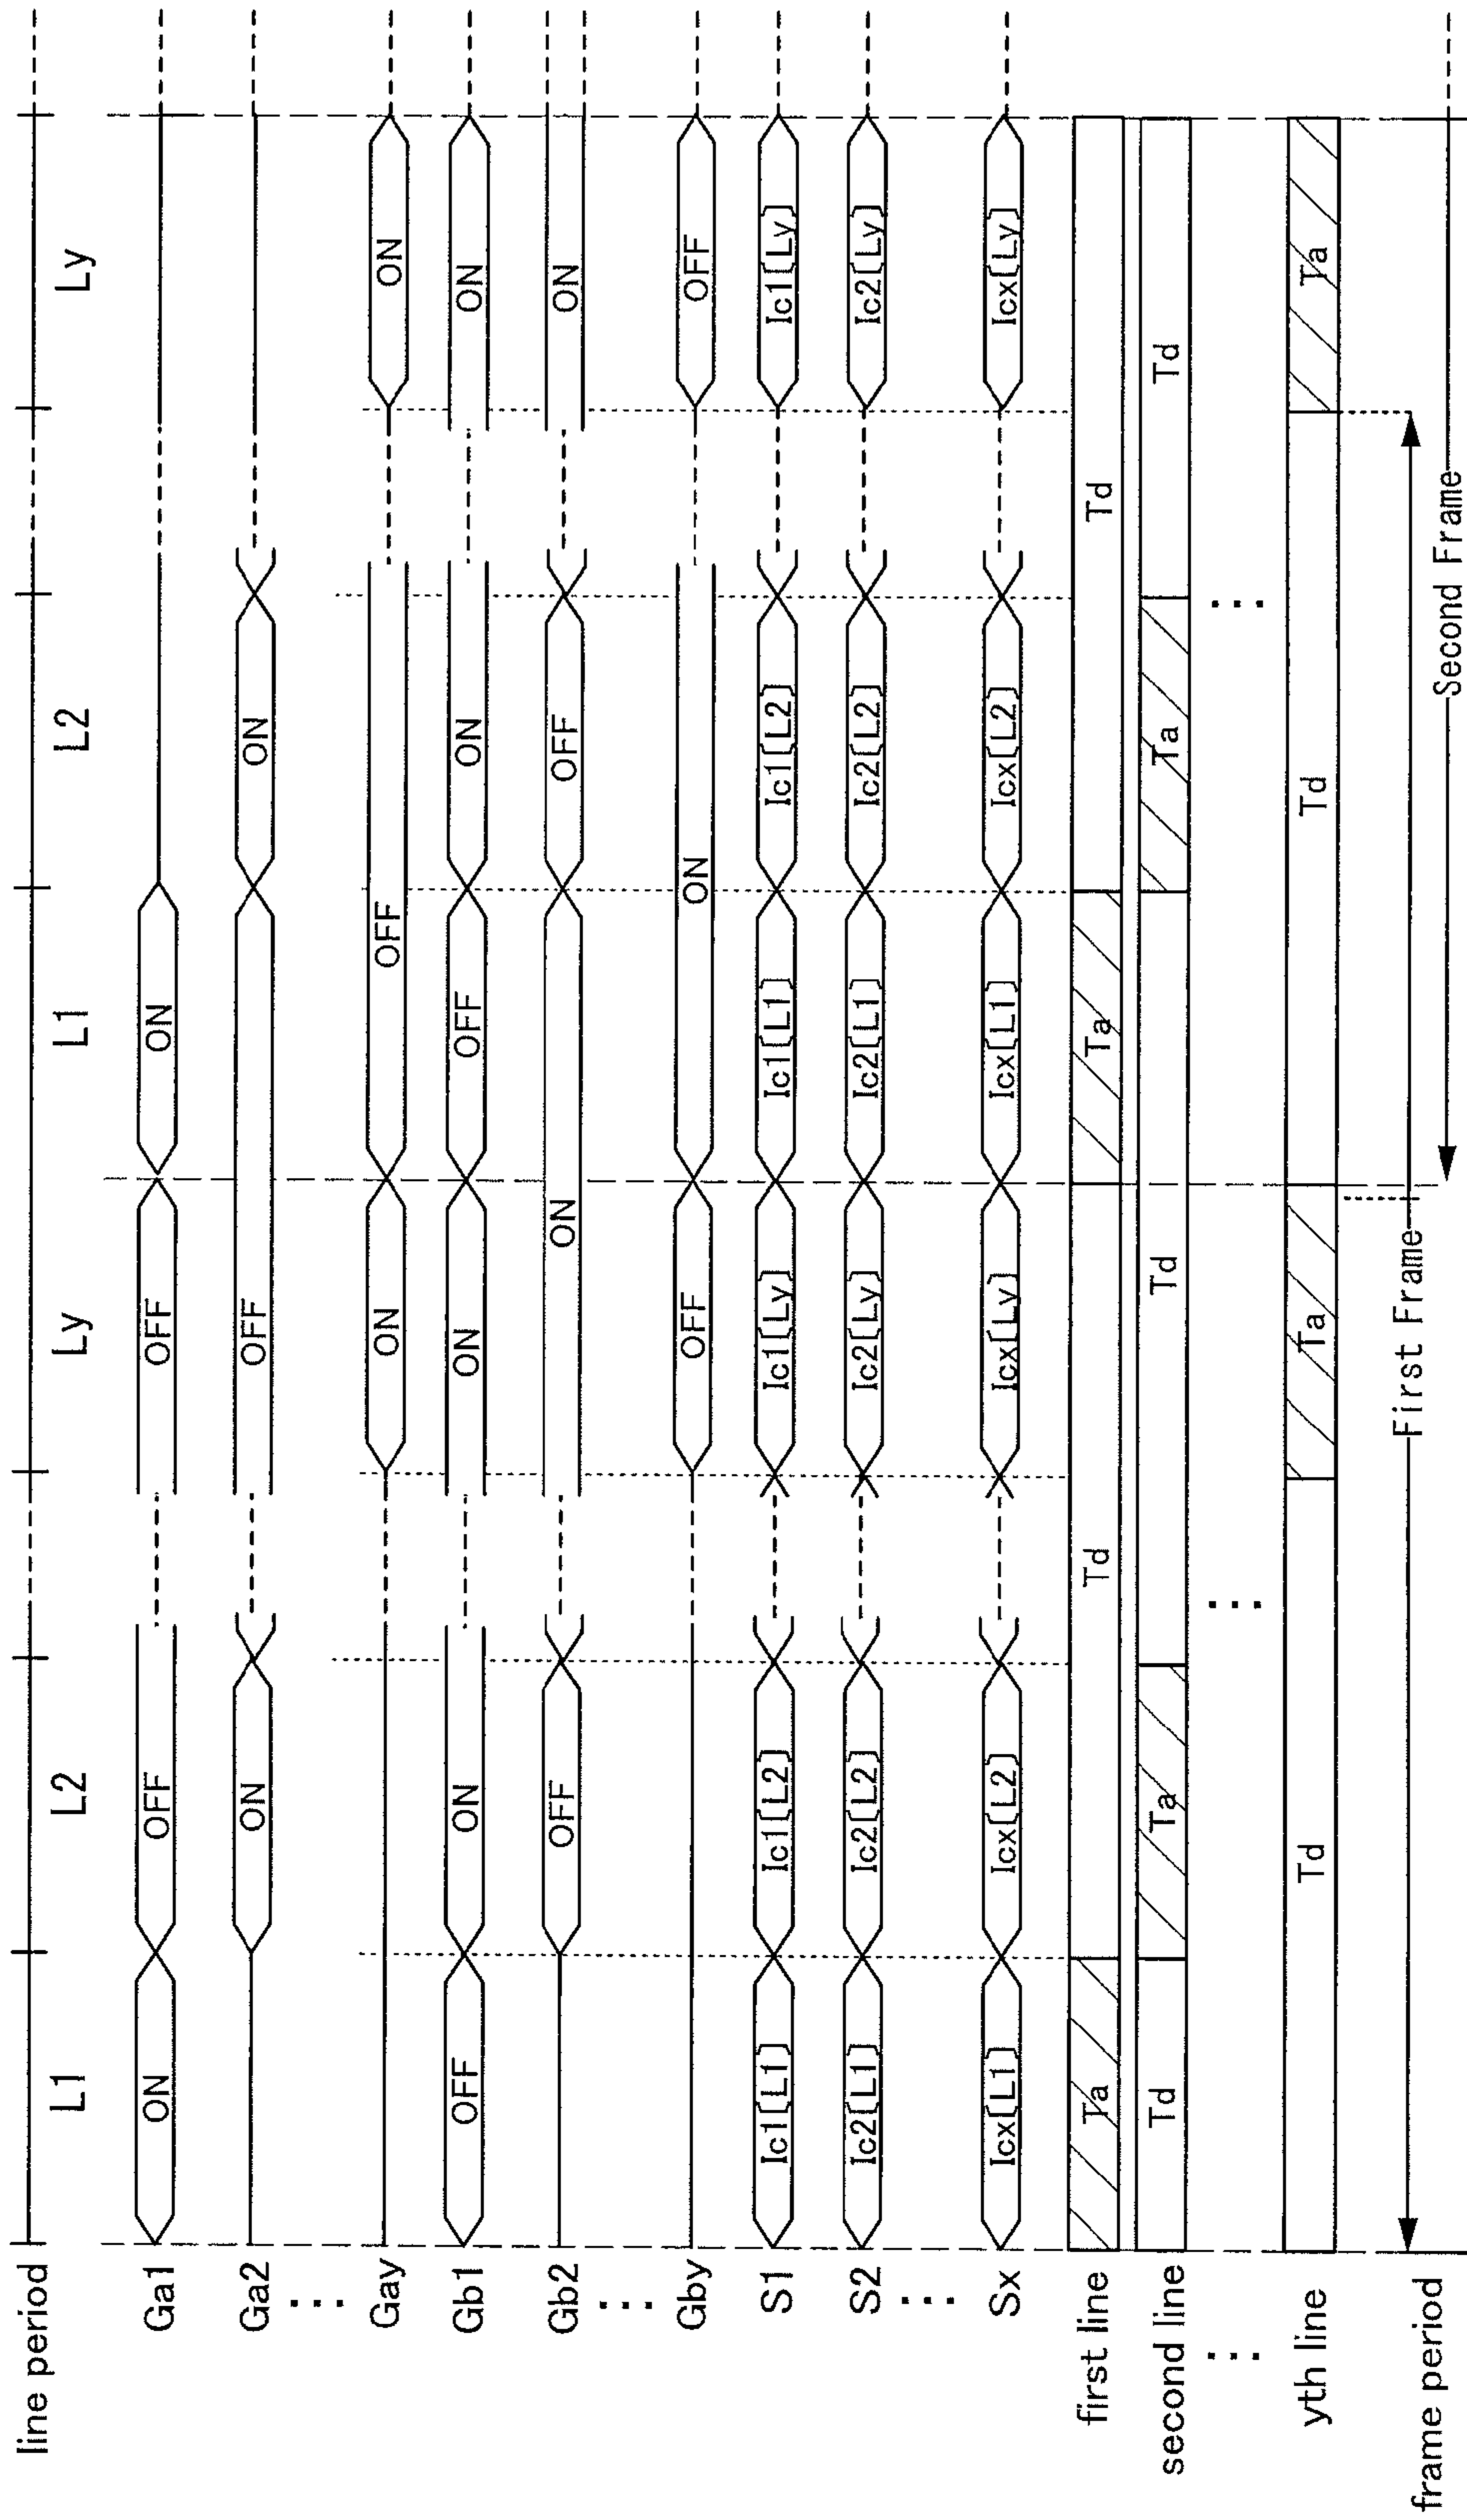 line period L1 L2 Ly L1 L2 Ly
Ga1 ON OFF OFF ON
Ga2 ON OFF ON
⋮
Gay ON OFF ON
Gb1 OFF ON ON OFF ON ON
Gb2 OFF ON OFF ON
⋮
Gby OFF ON OFF
S1 Ic1[L1] Ic1[L2] Ic1[Ly] Ic1[L1] Ic1[L2] Ic1[Ly]
S2 Ic2[L1] Ic2[L2] Ic2[Ly] Ic2[L1] Ic2[L2] Ic2[Ly]
⋮
Sx Icx[L1] Icx[L2] Icx[Ly] Icx[L1] Icx[L2] Icx[Ly]
first line Ta Td Ta Td
second line Td Ta Td Ta Td
⋮ ⋮ ⋮
yth line Td Ta Td Ta
frame period First Frame Second Frame